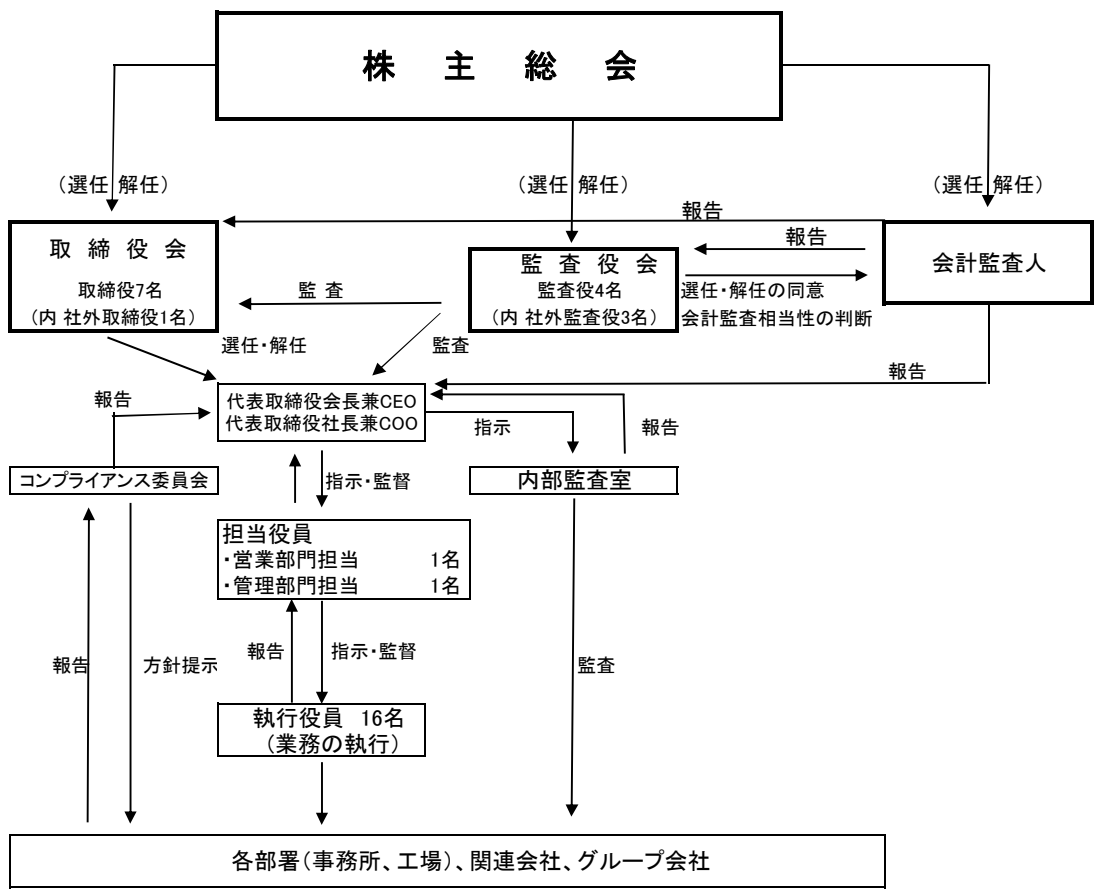 株 主 総 会
（選任 解任）
（選任 解任）
（選任 解任）
報告
取 締 役 会
取締役7名
（内 社外取締役1名）
監 査
監 査 役 会
監査役4名
（内 社外監査役3名）
報告
選任・解任の同意
会計監査相当性の判断
会計監査人
選任・解任
監査
報告
報告
代表取締役会長兼CEO
代表取締役社長兼COO
指示
報告
コンプライアンス委員会
指示・監督
内部監査室
担当役員
・営業部門担当 1名
・管理部門担当 1名
報告
方針提示
報告
指示・監督
監査
執行役員 16名
（業務の執行）
各部署（事務所、工場）、関連会社、グループ会社